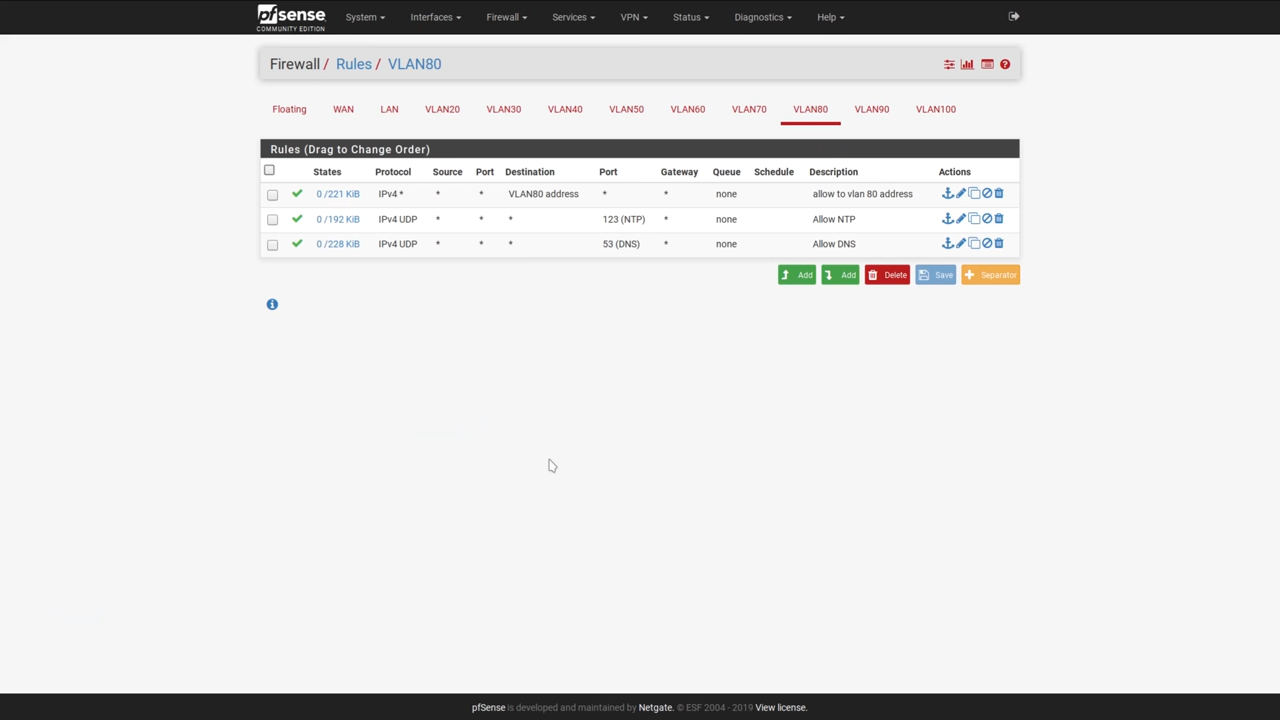 pfsense System Interfaces Firewall Services VPN Status Diagnostics Help
COMMUNITY EDITION
Firewall / Rules / VLAN80
Floating WAN LAN VLAN20 VLAN30 VLAN40 VLAN50 VLAN60 VLAN70 VLAN80 VLAN90 VLAN100
Rules (Drag to Change Order)
States Protocol Source Port Destination Port Gateway Queue Schedule Description Actions
0 /221 KiB IPv4 * * * VLAN80 address * * none allow to vlan 80 address
0 /192 KiB IPv4 UDP * * * 123 (NTP) * none Allow NTP
0 /228 KiB IPv4 UDP * * * 53 (DNS) * none Allow DNS
Add Add Delete Save Separator
pfSense is developed and maintained by Netgate. © ESF 2004 - 2019 View license.